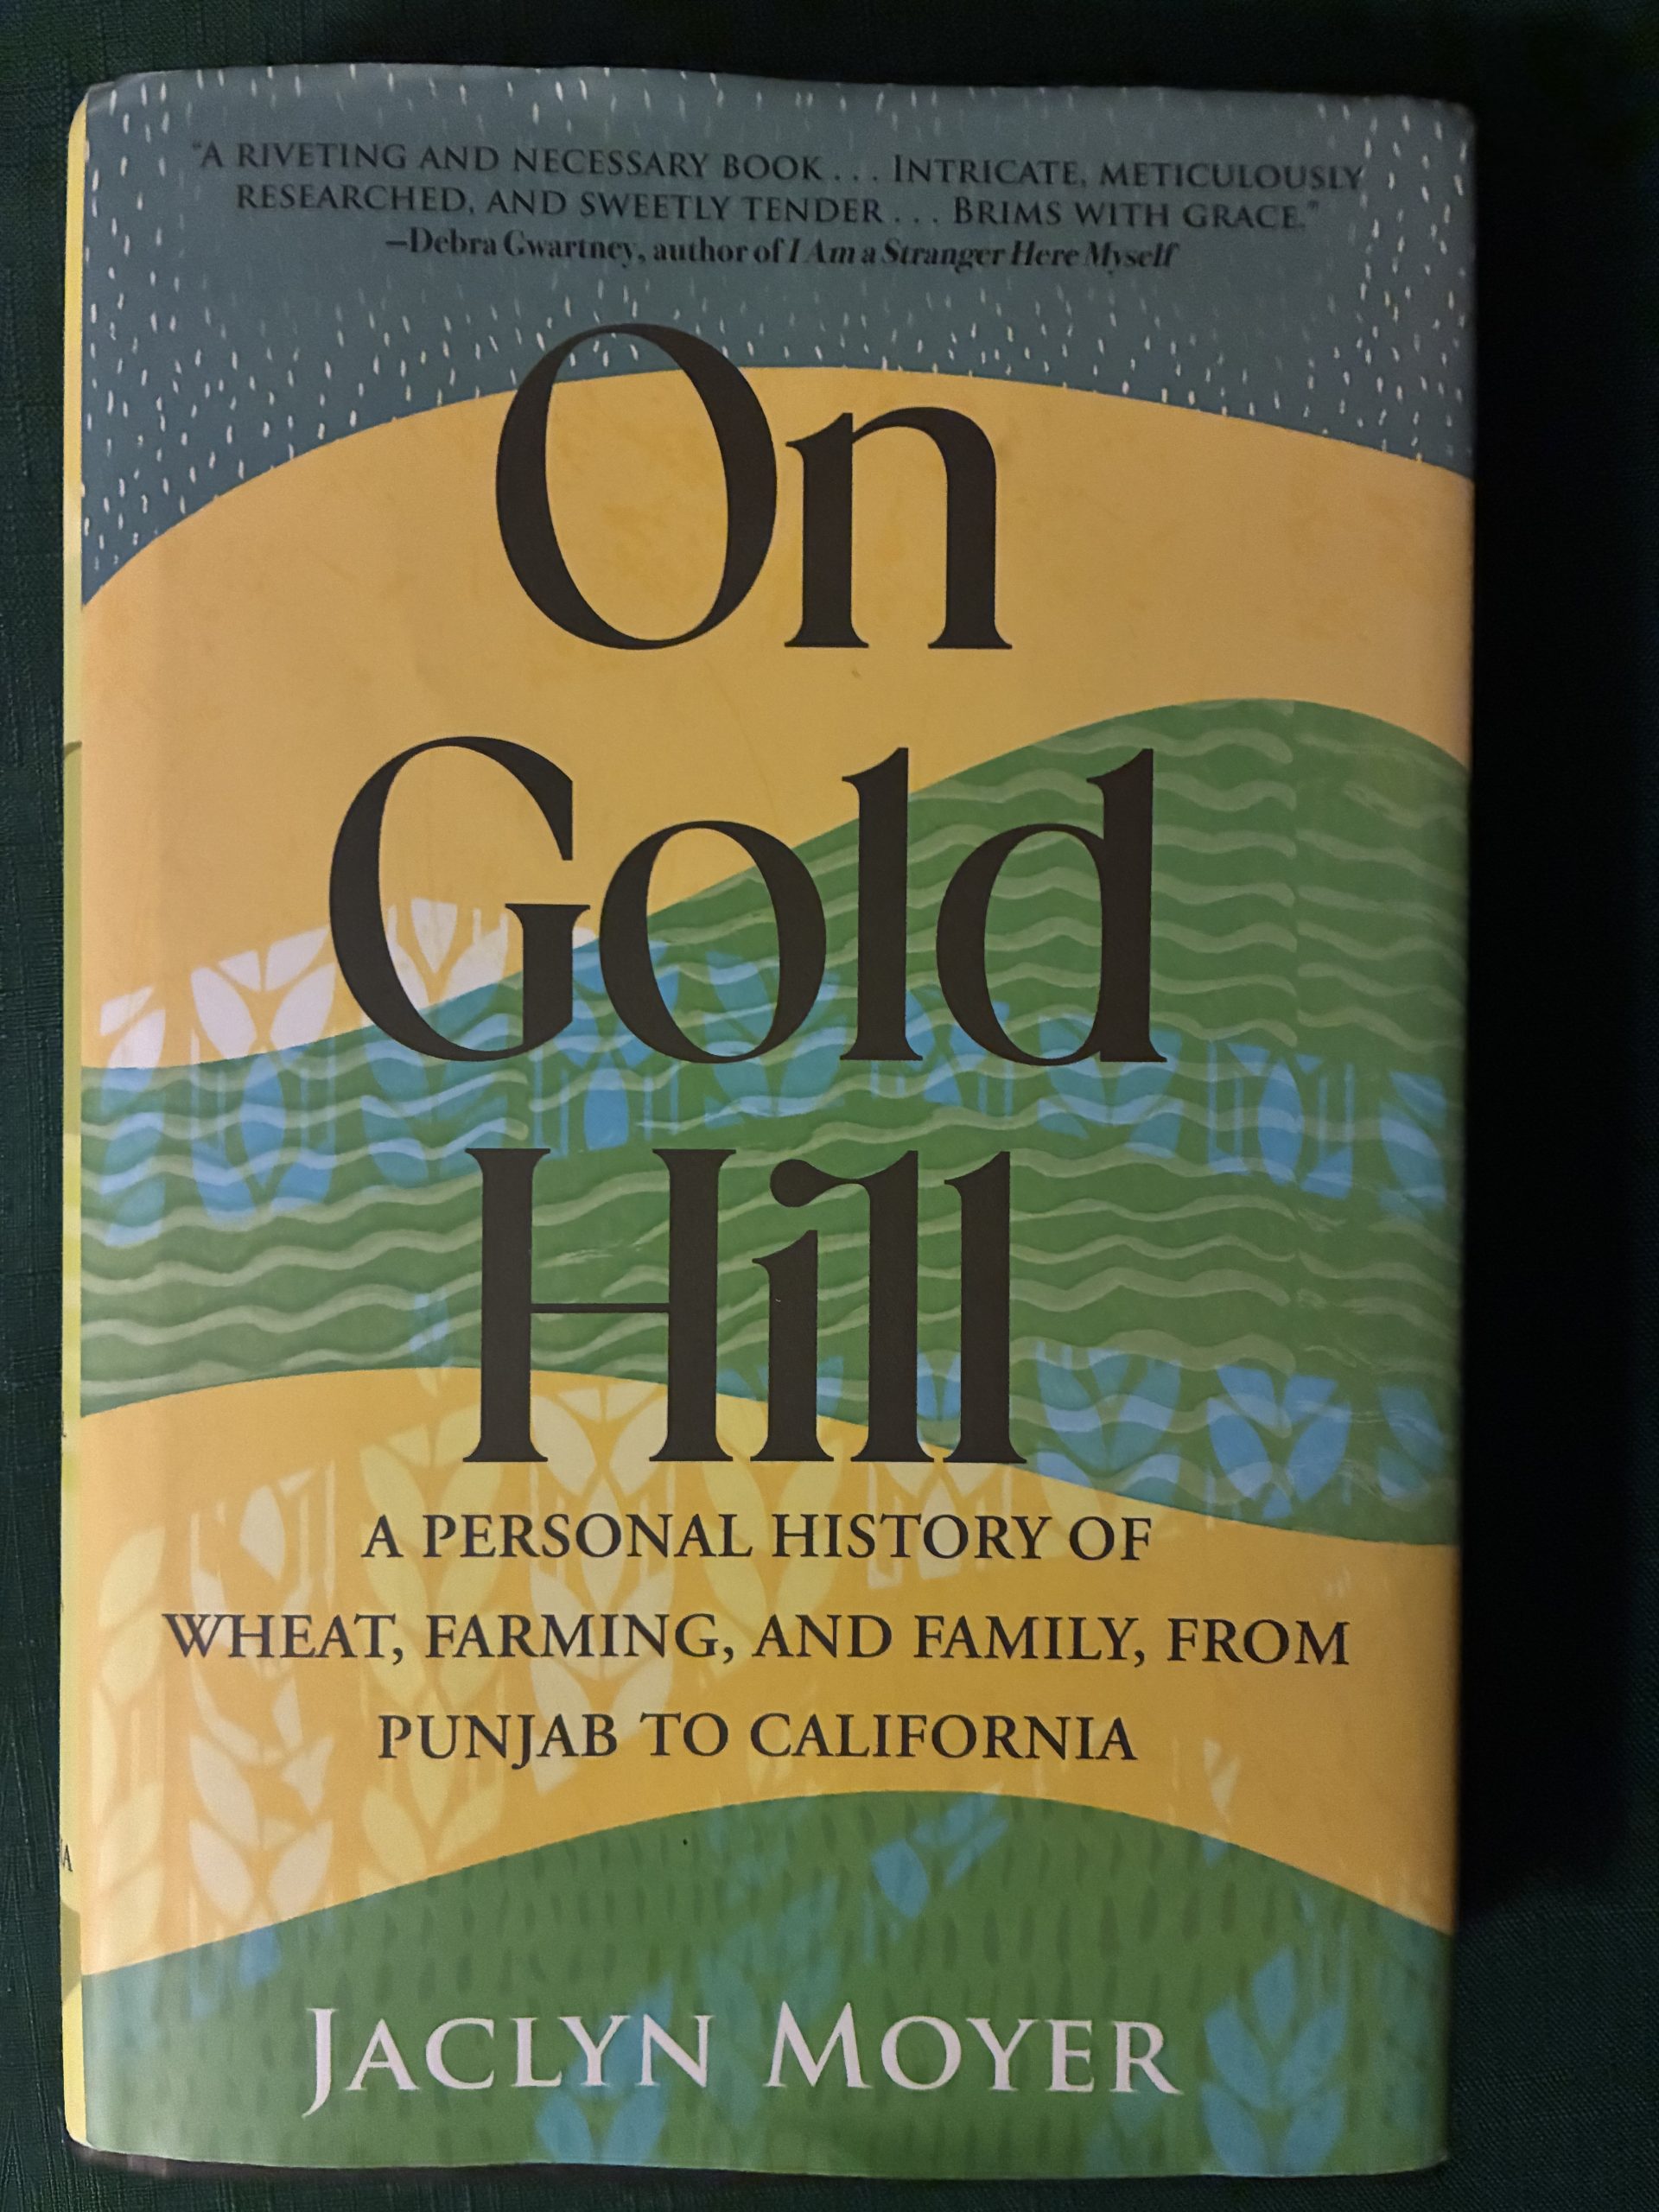 "A RIVETING AND NECESSARY BOOK . . . INTRICATE, METICULOUSLY
RESEARCHED, AND SWEETLY TENDER . . . BRIMS WITH GRACE."
—Debra Gwartney, author of I Am a Stranger Here Myself
On
Gold
Hill
A PERSONAL HISTORY OF
WHEAT, FARMING, AND FAMILY, FROM
PUNJAB TO CALIFORNIA
JACLYN MOYER